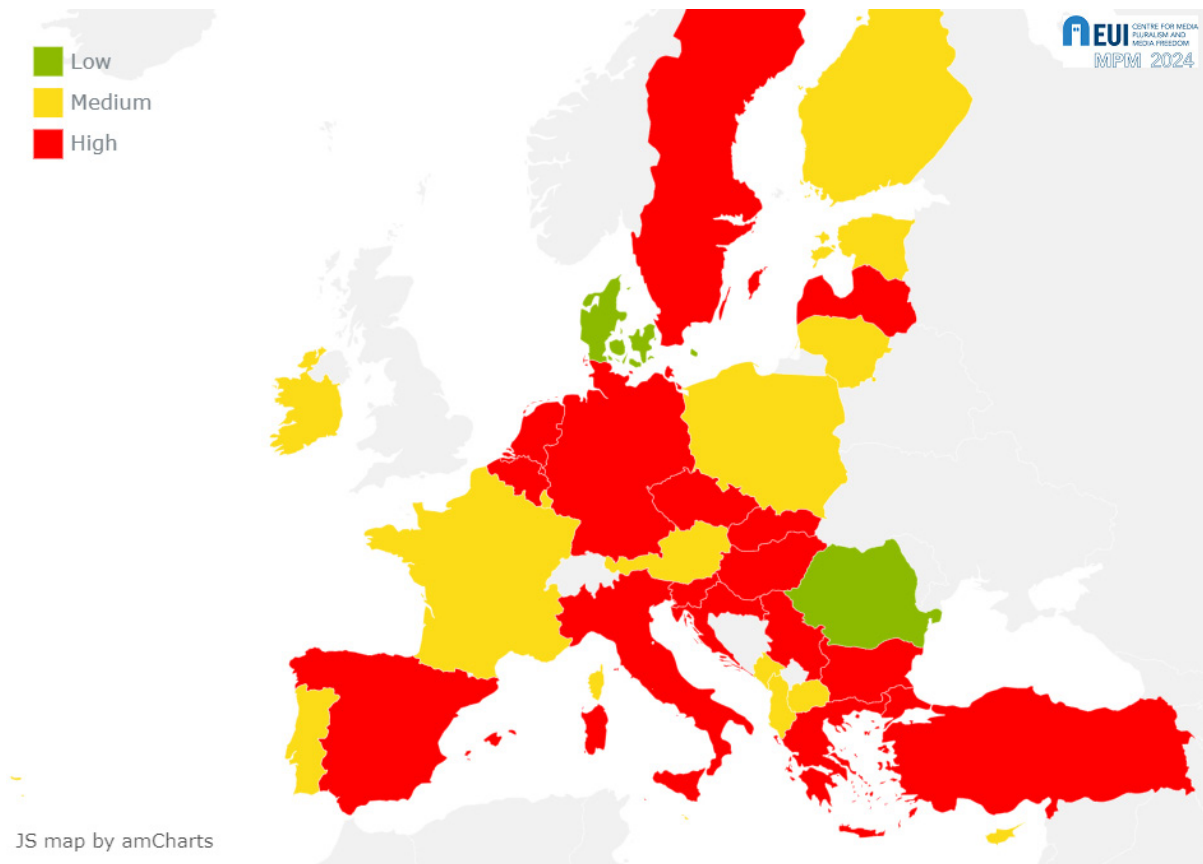 Low
Medium
High
EUI
CENTRE FOR MEDIA
PLURALISM AND
MEDIA FREEDOM
MPM 2024
JS map by amCharts